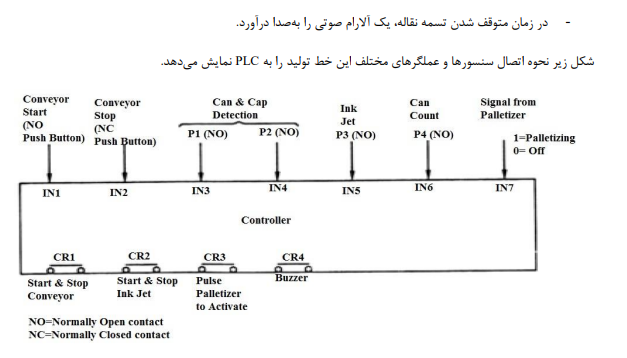 - در زمان متوقف شدن تسمه نقاله، یک آلارام صوتی را به‌صدا درآورد.
شکل زیر نحوه اتصال سنسورها و عملگرهای مختلف این خط تولید را به PLC نمایش می‌دهد.
Conveyor
Start
(NO
Push Button)
Conveyor
Stop
(NC
Push Button)
Can & Cap
Detection
P1 (NO)
P2 (NO)
Ink
Jet
P3 (NO)
Can
Count
P4 (NO)
Signal from
Palletizer
1=Palletizing
0= Off
IN1
IN2
IN3
IN4
IN5
IN6
IN7
Controller
CR1
CR2
CR3
CR4
Start & Stop
Conveyor
Start & Stop
Ink Jet
Pulse
Palletizer
to Activate
Buzzer
NO=Normally Open contact
NC=Normally Closed contact